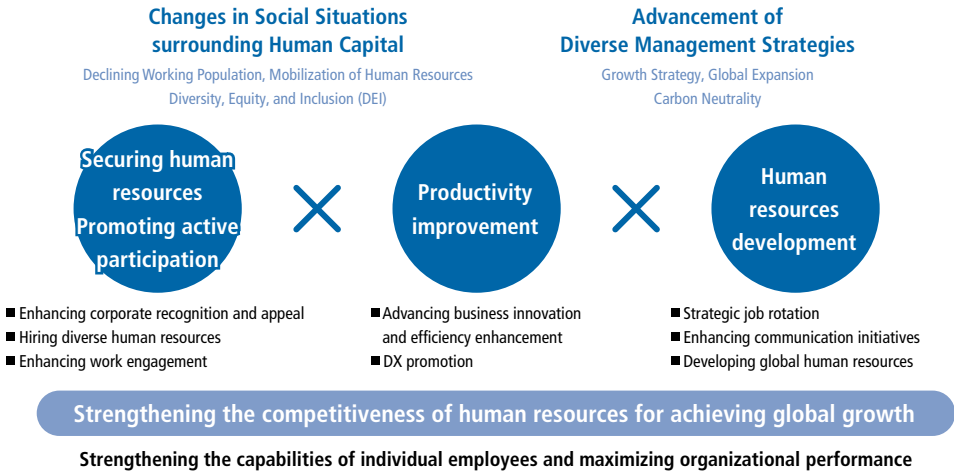 Changes in Social Situations
surrounding Human Capital
Declining Working Population, Mobilization of Human Resources
Diversity, Equity, and Inclusion (DEI)
Advancement of
Diverse Management Strategies
Growth Strategy, Global Expansion
Carbon Neutrality
Securing human
resources
Promoting active
participation
Productivity
improvement
Human
resources
development
■ Enhancing corporate recognition and appeal
■ Hiring diverse human resources
■ Enhancing work engagement
■ Advancing business innovation
and efficiency enhancement
■ DX promotion
■ Strategic job rotation
■ Enhancing communication initiatives
■ Developing global human resources
Strengthening the competitiveness of human resources for achieving global growth
Strengthening the capabilities of individual employees and maximizing organizational performance